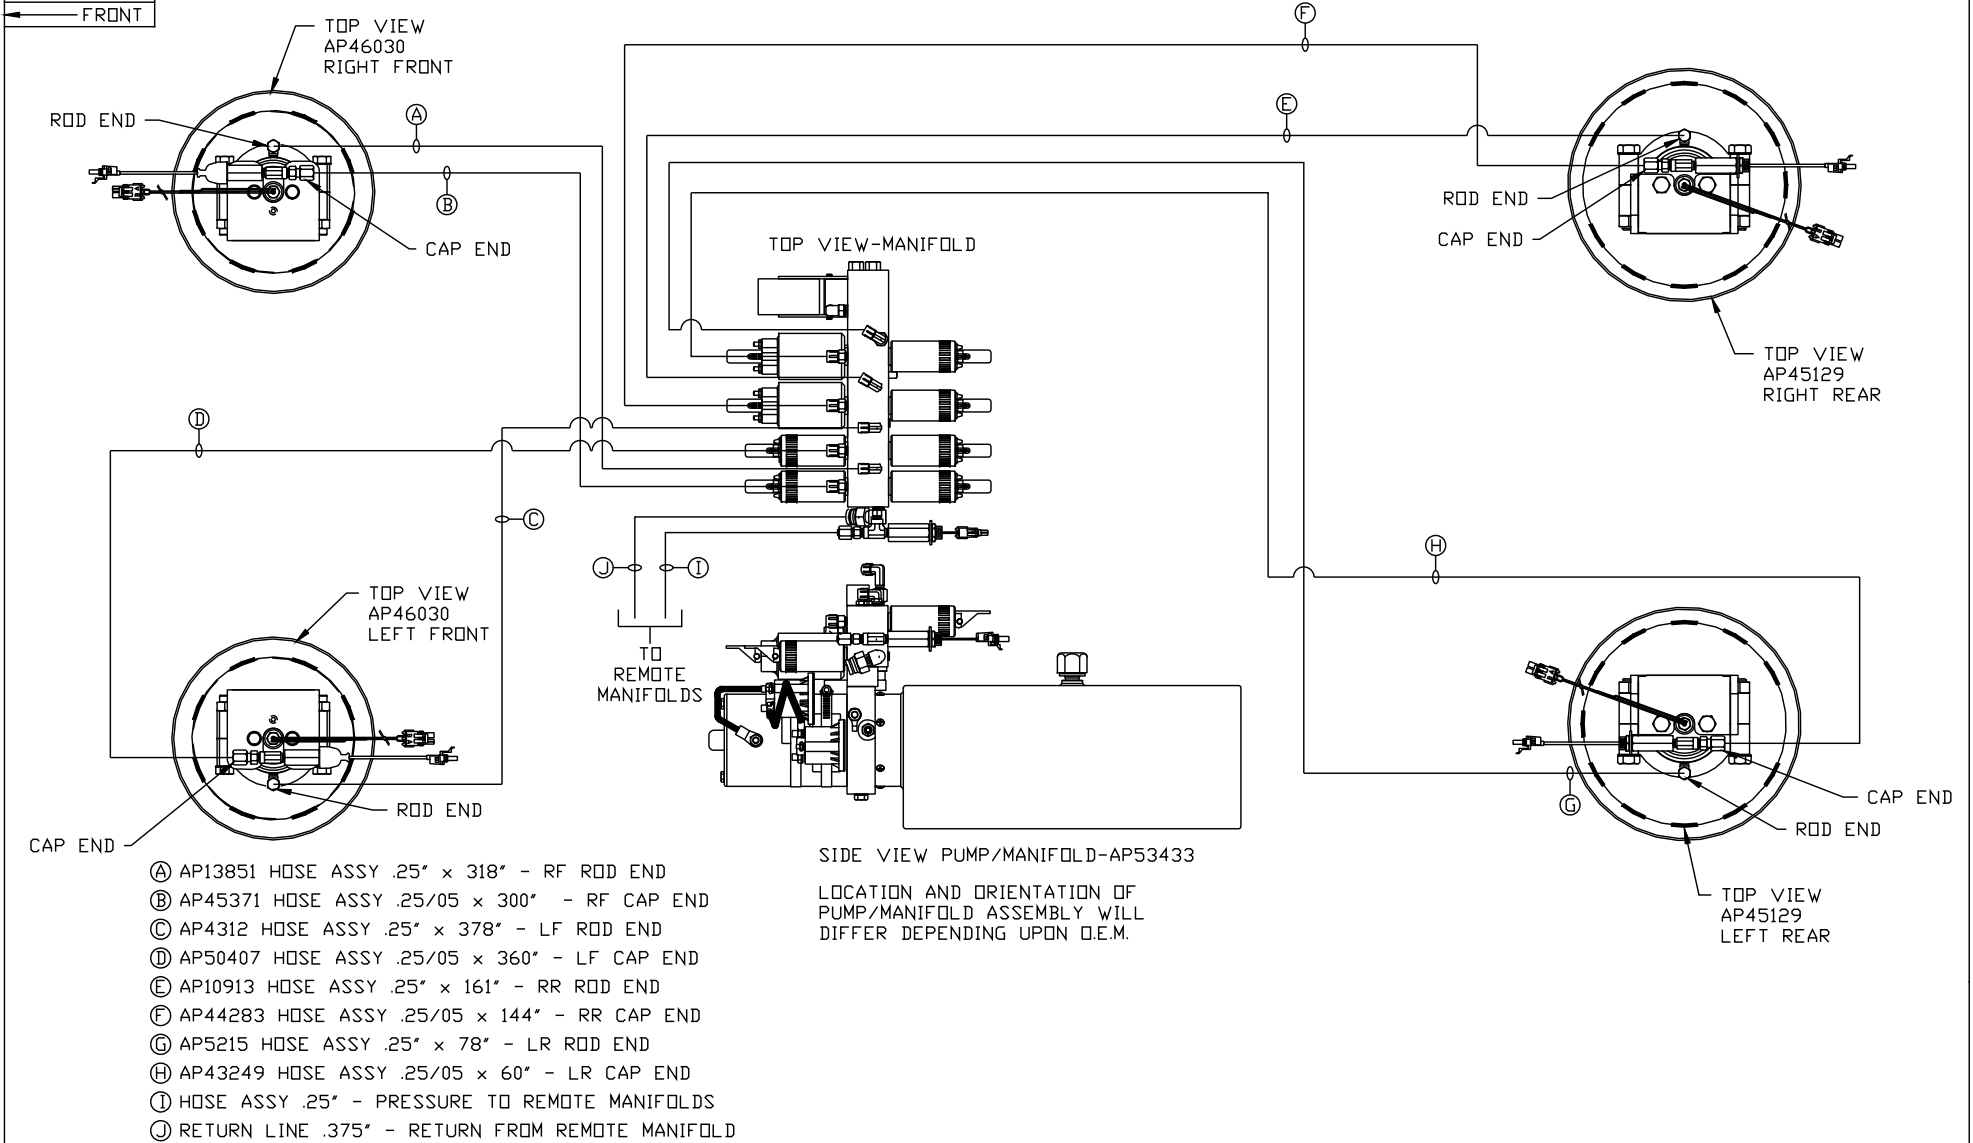 FRONT
TOP VIEW
AP46030
RIGHT FRONT
ROD END
A
B
CAP END
F
E
ROD END
CAP END
TOP VIEW
AP45129
RIGHT REAR
TOP VIEW-MANIFOLD
D
C
J
I
H
TO
REMOTE
MANIFOLDS
TOP VIEW
AP46030
LEFT FRONT
ROD END
CAP END
G
CAP END
ROD END
TOP VIEW
AP45129
LEFT REAR
SIDE VIEW PUMP/MANIFOLD-AP53433
LOCATION AND ORIENTATION OF
PUMP/MANIFOLD ASSEMBLY WILL
DIFFER DEPENDING UPON O.E.M.
A AP13851 HOSE ASSY .25" x 318" - RF ROD END
B AP45371 HOSE ASSY .25/05 x 300" - RF CAP END
C AP4312 HOSE ASSY .25" x 378" - LF ROD END
D AP50407 HOSE ASSY .25/05 x 360" - LF CAP END
E AP10913 HOSE ASSY .25" x 161" - RR ROD END
F AP44283 HOSE ASSY .25/05 x 144" - RR CAP END
G AP5215 HOSE ASSY .25" x 78" - LR ROD END
H AP43249 HOSE ASSY .25/05 x 60" - LR CAP END
I HOSE ASSY .25" - PRESSURE TO REMOTE MANIFOLDS
J RETURN LINE .375" - RETURN FROM REMOTE MANIFOLD